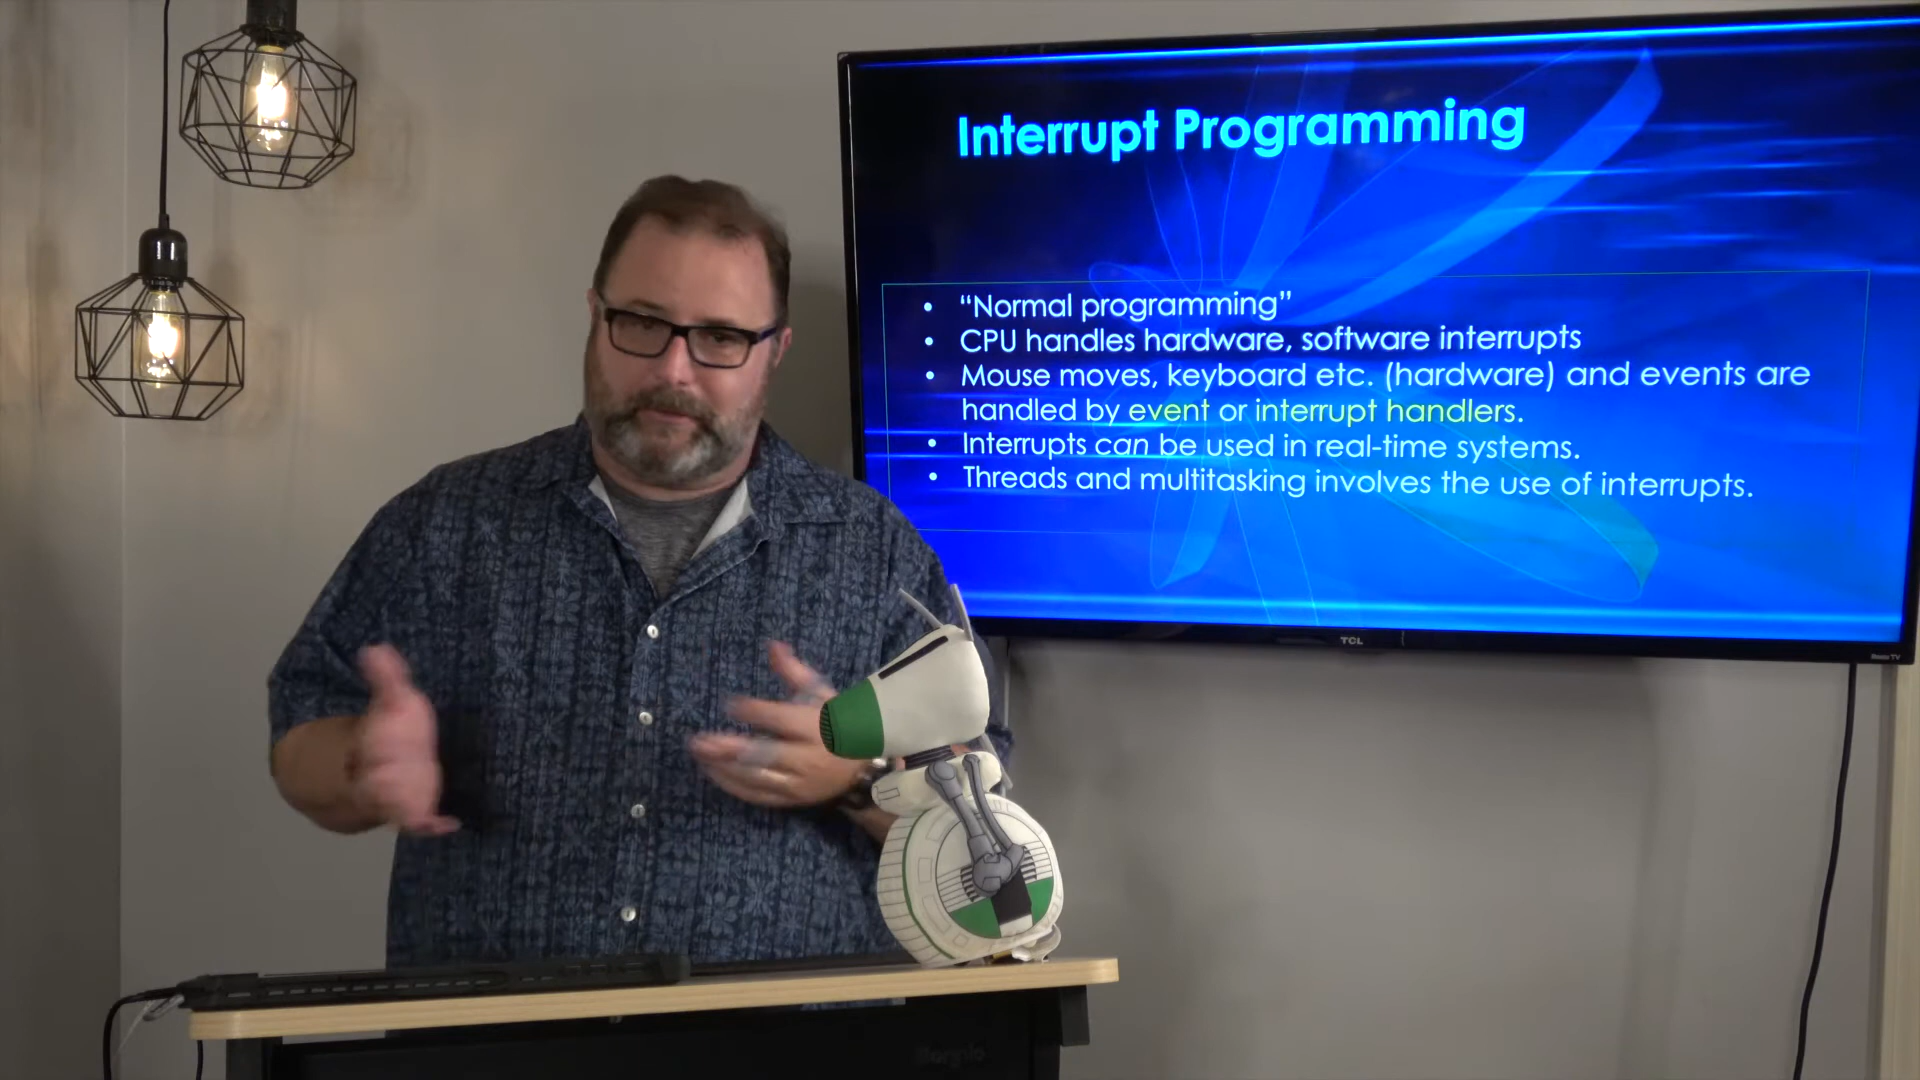 Interrupt Programming
• “Normal programming”
• CPU handles hardware, software interrupts
• Mouse moves, keyboard etc. (hardware) and events are
handled by event or interrupt handlers.
• Interrupts can be used in real-time systems.
• Threads and multitasking involves the use of interrupts.
TCL
Roku TV